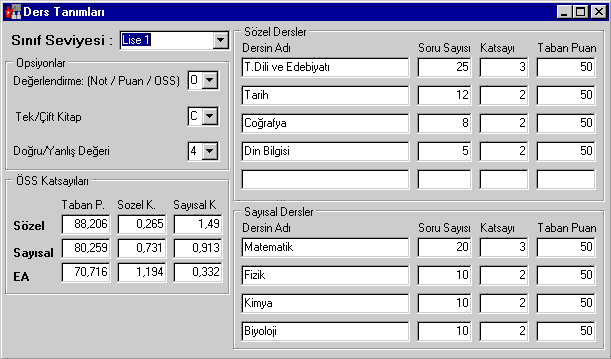 Ders Tanımları
Sınıf Seviyesi : Lise 1
Opsiyonlar
Değerlendirme: (Not / Puan / OSS) O
Tek/Çift Kitap C
Doğru/Yanlış Değeri 4
ÖSS Katsayıları
Taban P. Sozel K. Sayısal K
Sözel 88,206 0,265 1,49
Sayısal 80,259 0,731 0,913
EA 70,716 1,194 0,332
Sözel Dersler
Dersin Adı Soru Sayısı Katsayı Taban Puan
T.Dili ve Edebiyatı 25 3 50
Tarih 12 2 50
Coğrafya 8 2 50
Din Bilgisi 5 2 50
Sayısal Dersler
Dersin Adı Soru Sayısı Katsayı Taban Puan
Matematik 20 3 50
Fizik 10 2 50
Kimya 10 2 50
Biyoloji 10 2 50